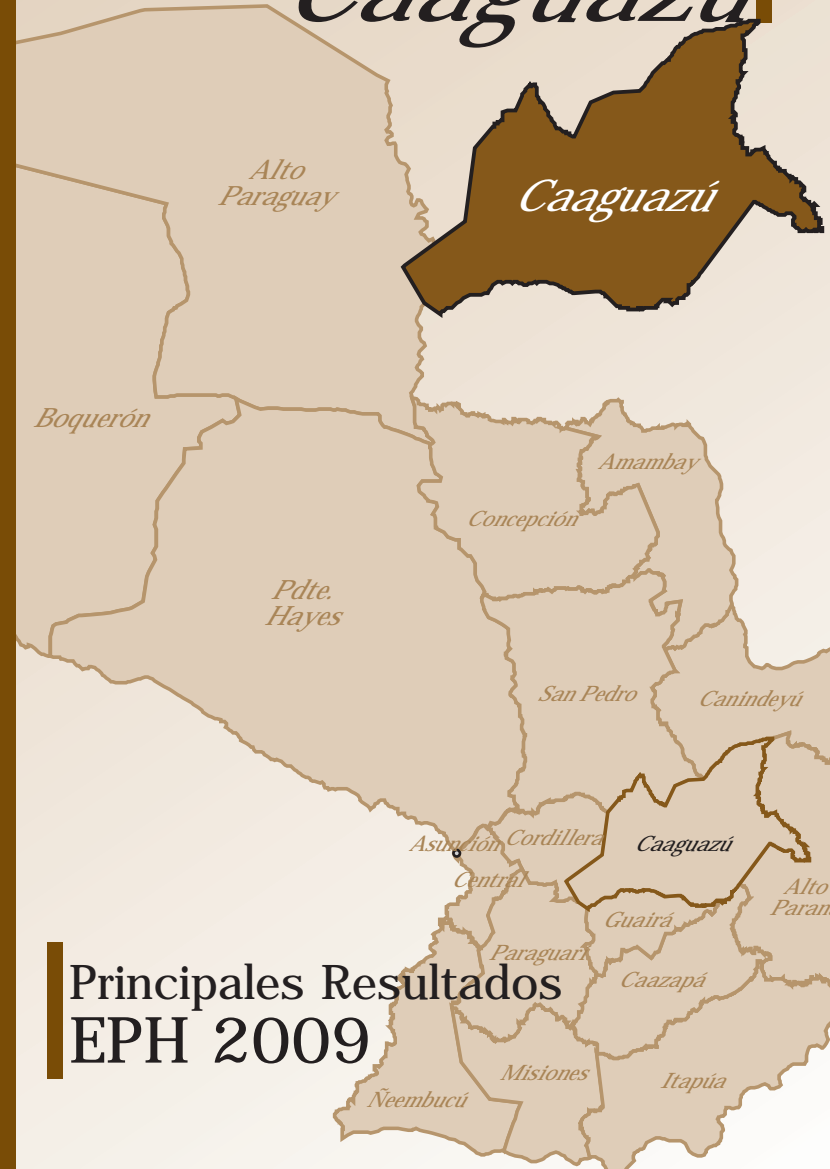 Caaguazú
Alto
Paraguay
Caaguazú
Boquerón
Amambay
Concepción
Pdte.
Hayes
San Pedro
Canindeyú
Asunción
Cordillera
Caaguazú
Central
Alto
Guairá
Paraguarí
Caazapá
Principales Resultados
EPH 2009
Misiones
Itapúa
Ñeembucú